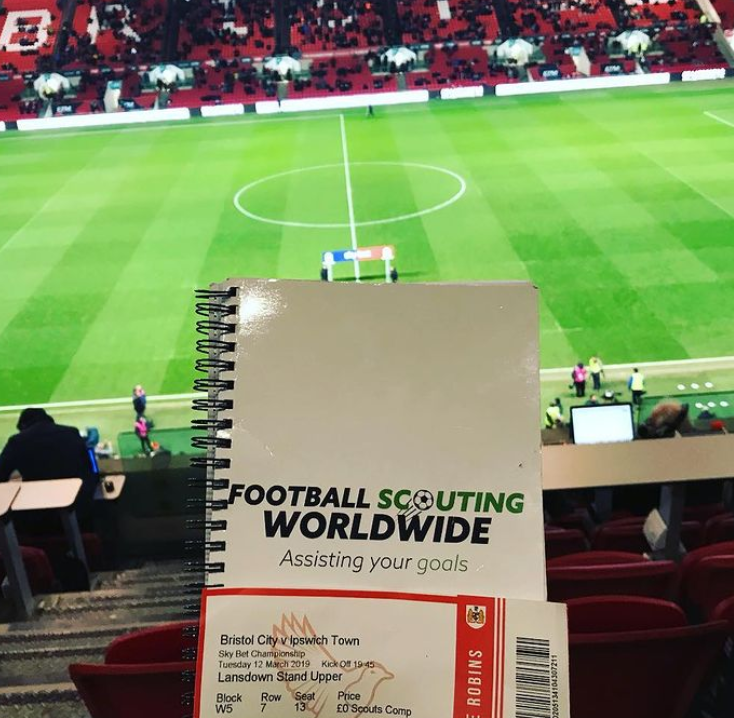 FOOTBALL SCOUTING
WORLDWIDE
Assisting your goals
Bristol City v Ipswich Town
Sky Bet Championship
Tuesday 12 March 2019 Kick Off 19:45
Lansdown Stand Upper
Block Row Seat Price
W5 7 13 £0 Scouts Comp
ROBINS